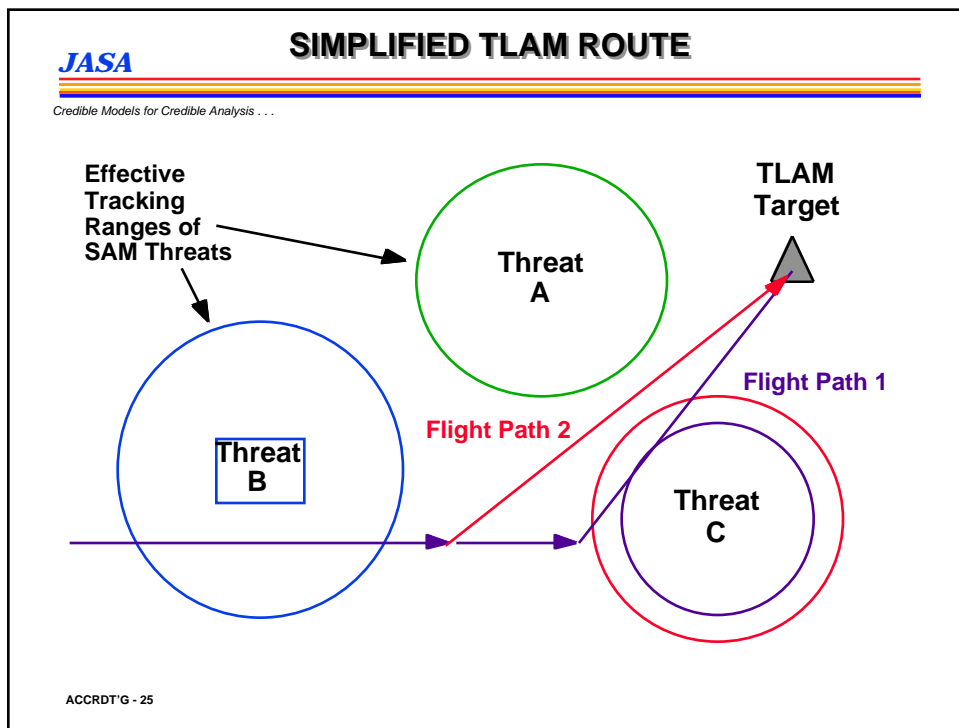 SIMPLIFIED TLAM ROUTE
JASA
Credible Models for Credible Analysis . . .
Effective
Tracking
Ranges of
SAM Threats
TLAM
Target
Threat
A
Flight Path 1
Flight Path 2
Threat
B
Threat
C
ACCRDT'G - 25